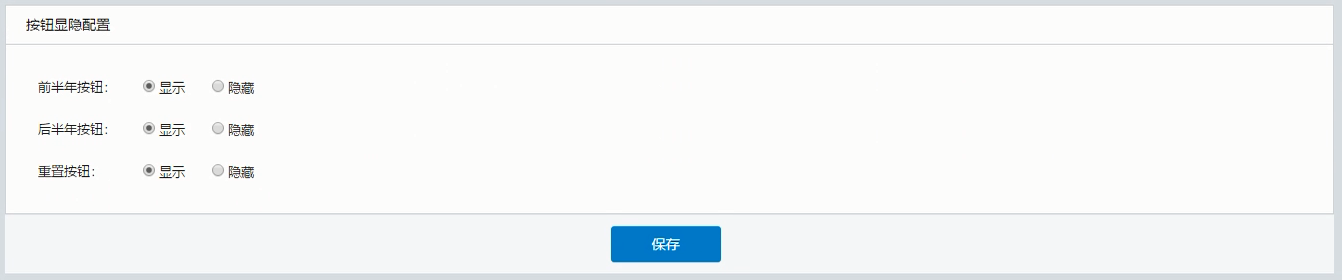 按钮显隐配置
前半年按钮： 显示 隐藏
后半年按钮： 显示 隐藏
重置按钮： 显示 隐藏
保存